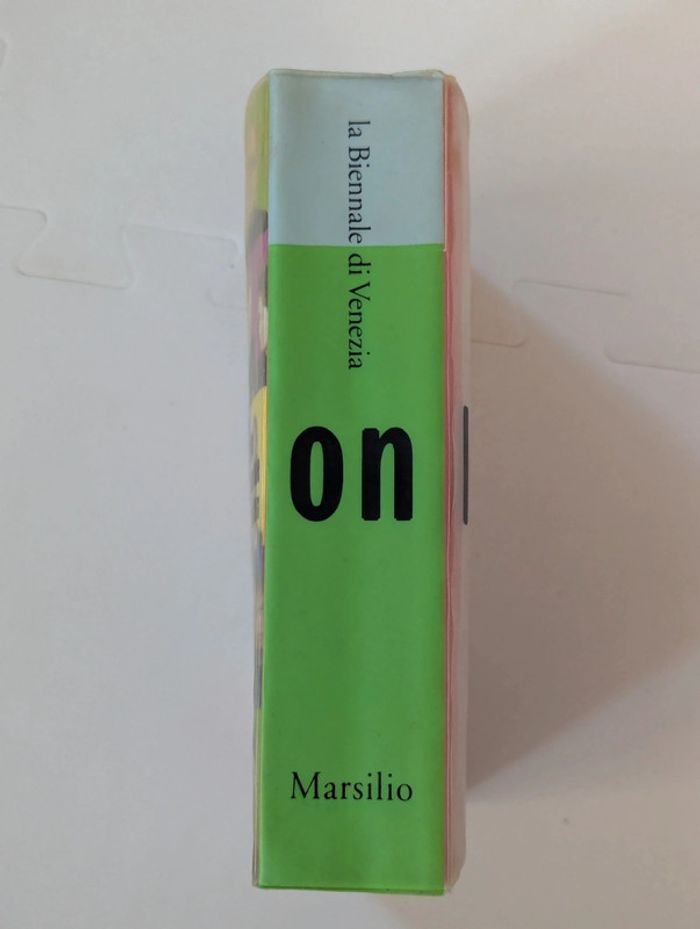 la Biennale di Venezia
on
Marsilio